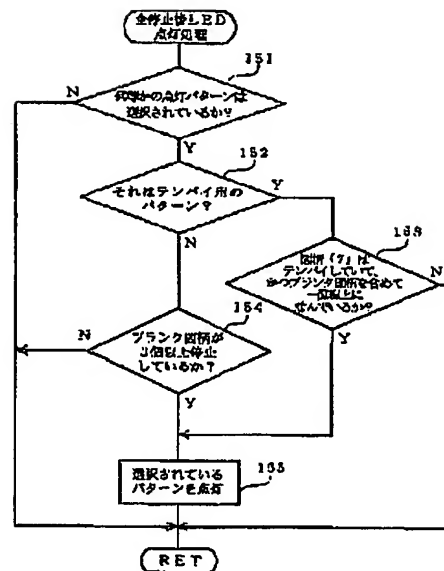 全停止後LED
点灯処理
151
何等かの点灯パターンは
選択されているか?
N
Y
152
それはテンパイ用の
パターン?
Y
N
153
図柄「7」は
テンパイしていて、
かつブランク図柄を含めて
一直線上に
並んでいるか?
N
Y
154
ブランク図柄が
3個以上停止
しているか?
N
Y
155
選択されている
パターンを点灯
RET